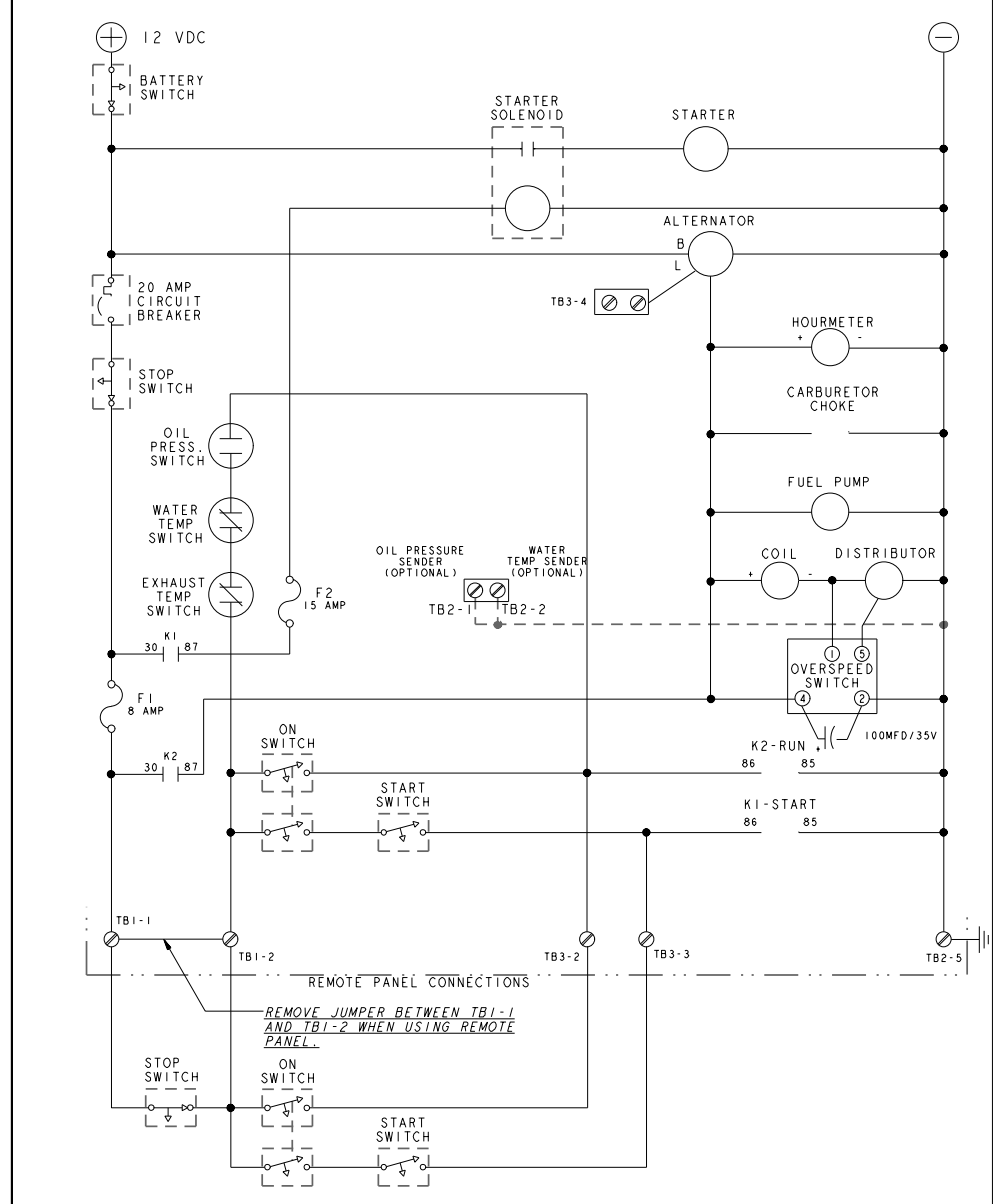 + 12 VDC
−
BATTERY
SWITCH
STARTER
SOLENOID
STARTER
ALTERNATOR
B
L
TB3-4
20 AMP
CIRCUIT
BREAKER
HOURMETER
+ -
STOP
SWITCH
CARBURETOR
CHOKE
OIL
PRESS.
SWITCH
FUEL PUMP
WATER
TEMP
SWITCH
OIL PRESSURE
SENDER
(OPTIONAL)
WATER
TEMP SENDER
(OPTIONAL)
COIL
+ -
DISTRIBUTOR
EXHAUST
TEMP
SWITCH
F2
15 AMP
TB2-1
TB2-2
K1
30 87
1 5
OVERSPEED
SWITCH
4 2
F1
8 AMP
+
100MFD/35V
ON
SWITCH
K2-RUN
86 85
K2
30 87
START
SWITCH
K1-START
86 85
TB1-1
TB1-2
TB3-2
TB3-3
TB2-5
REMOTE PANEL CONNECTIONS
REMOVE JUMPER BETWEEN TB1-1
AND TB1-2 WHEN USING REMOTE
PANEL.
STOP
SWITCH
ON
SWITCH
START
SWITCH